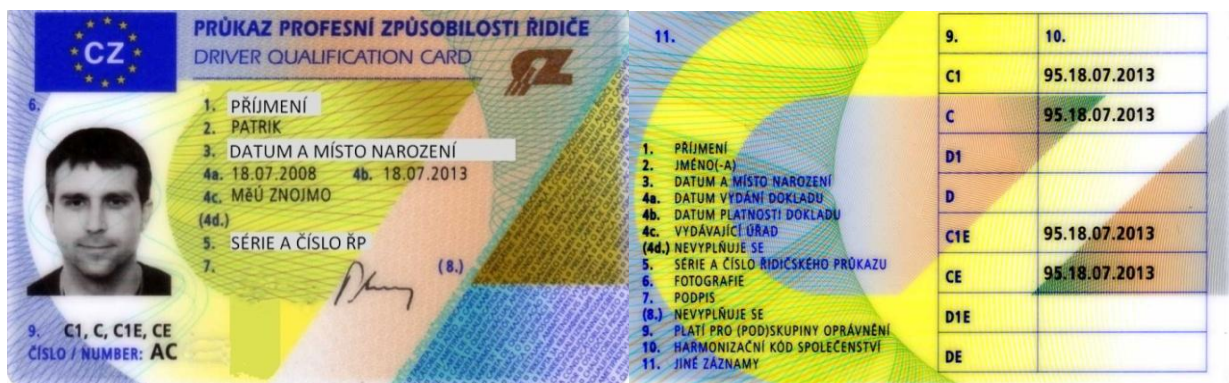 CZ
PRŮKAZ PROFESNÍ ZPŮSOBILOSTI ŘIDIČE
DRIVER QUALIFICATION CARD
6.
1. PŘÍJMENÍ
2. PATRIK
3. DATUM A MÍSTO NAROZENÍ
4a. 18.07.2008 4b. 18.07.2013
4c. MěÚ ZNOJMO
(4d.)
5. SÉRIE A ČÍSLO ŘP
7. (8.)
9. C1, C, C1E, CE
ČÍSLO / NUMBER: AC
11.
1. PŘÍJMENÍ
2. JMÉNO(-A)
3. DATUM A MÍSTO NAROZENÍ
4a. DATUM VYDÁNÍ DOKLADU
4b. DATUM PLATNOSTI DOKLADU
4c. VYDÁVAJÍCÍ ÚŘAD
(4d.) NEVYPLŇUJE SE
5. SÉRIE A ČÍSLO ŘIDIČSKÉHO PRŮKAZU
6. FOTOGRAFIE
7. PODPIS
(8.) NEVYPLŇUJE SE
9. PLATÍ PRO (POD)SKUPINY OPRÁVNĚNÍ
10. HARMONIZAČNÍ KÓD SPOLEČENSTVÍ
11. JINÉ ZÁZNAMY
9. 10.
C1 95.18.07.2013
C 95.18.07.2013
D1
D
C1E 95.18.07.2013
CE 95.18.07.2013
D1E
DE